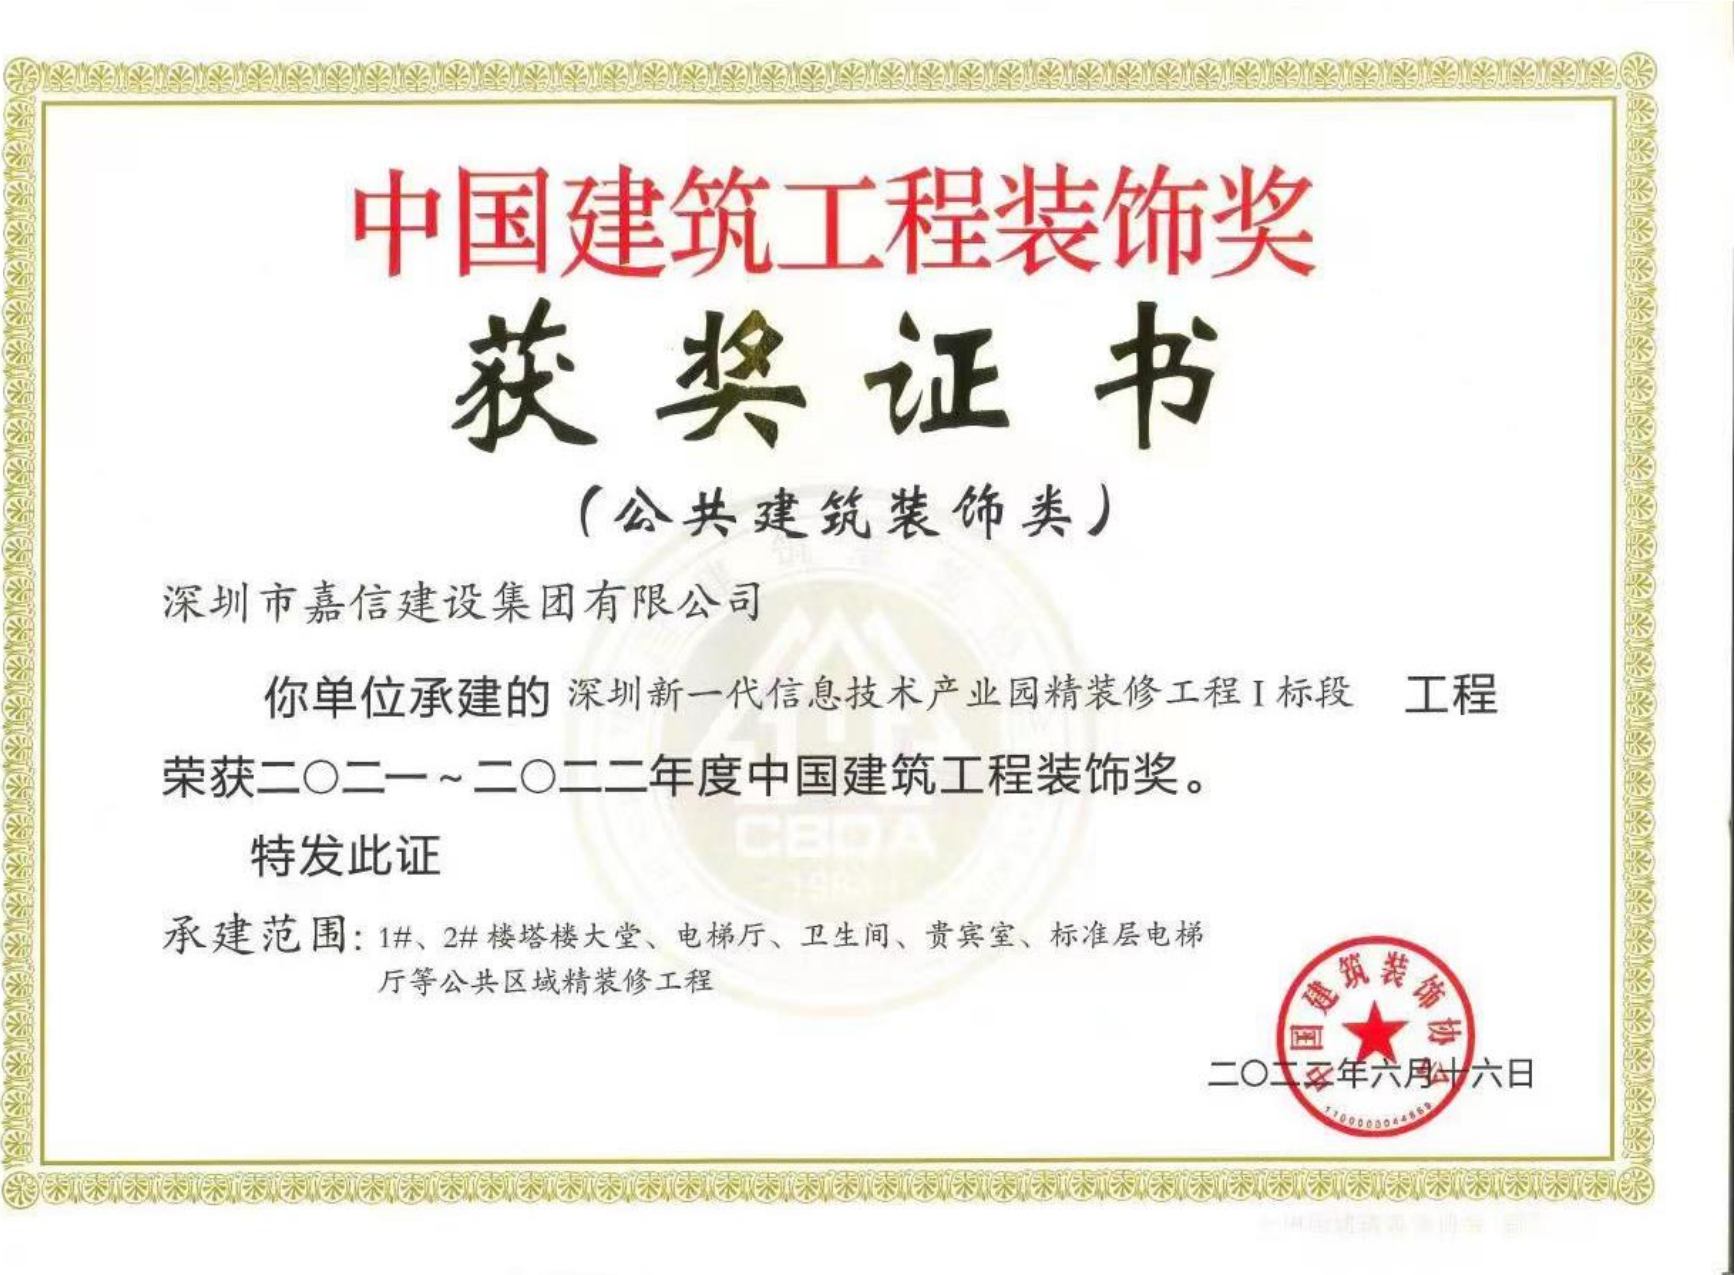 中国建筑工程装饰奖
获奖证书
(公共建筑装饰类)
深圳市嘉信建设集团有限公司
你单位承建的 深圳新一代信息技术产业园精装修工程 I 标段 工程
荣获二〇二一~二〇二二年度中国建筑工程装饰奖。
特发此证
承建范围: 1#、2# 楼塔楼大堂、电梯厅、卫生间、贵宾室、标准层电梯
厅等公共区域精装修工程
中国建筑装饰协会
二〇二三年六月十六日
CBDA